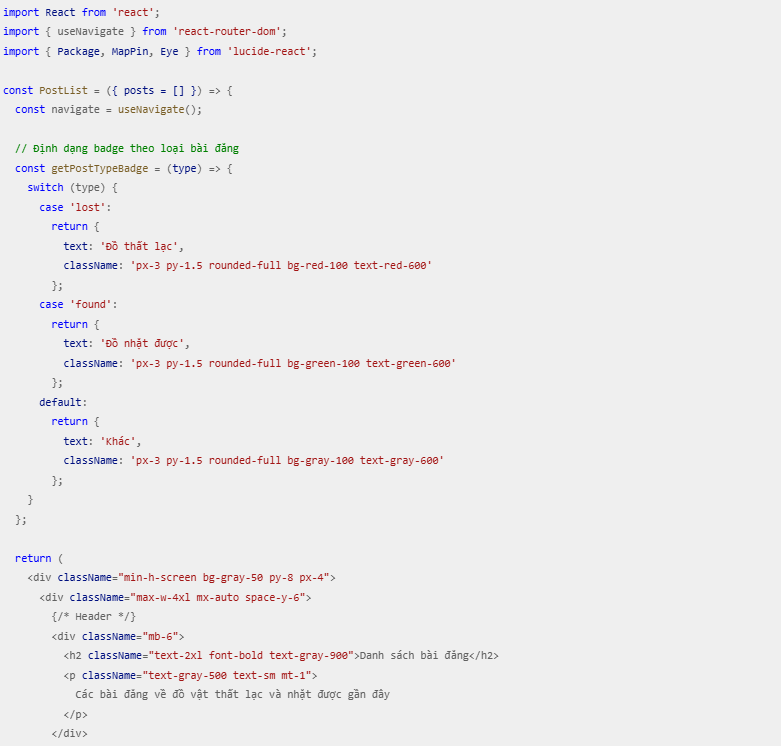 import React from 'react';
import { useNavigate } from 'react-router-dom';
import { Package, MapPin, Eye } from 'lucide-react';

const PostList = ({ posts = [] }) => {
  const navigate = useNavigate();

  // Định dạng badge theo loại bài đăng
  const getPostTypeBadge = (type) => {
    switch (type) {
      case 'lost':
        return {
          text: 'Đồ thất lạc',
          className: 'px-3 py-1.5 rounded-full bg-red-100 text-red-600'
        };
      case 'found':
        return {
          text: 'Đồ nhặt được',
          className: 'px-3 py-1.5 rounded-full bg-green-100 text-green-600'
        };
      default:
        return {
          text: 'Khác',
          className: 'px-3 py-1.5 rounded-full bg-gray-100 text-gray-600'
        };
    }
  };

  return (
    <div className="min-h-screen bg-gray-50 py-8 px-4">
      <div className="max-w-4xl mx-auto space-y-6">
        {/* Header */}
        <div className="mb-6">
          <h2 className="text-2xl font-bold text-gray-900">Danh sách bài đăng</h2>
          <p className="text-gray-500 text-sm mt-1">
            Các bài đăng về đồ vật thất lạc và nhặt được gần đây
          </p>
        </div>